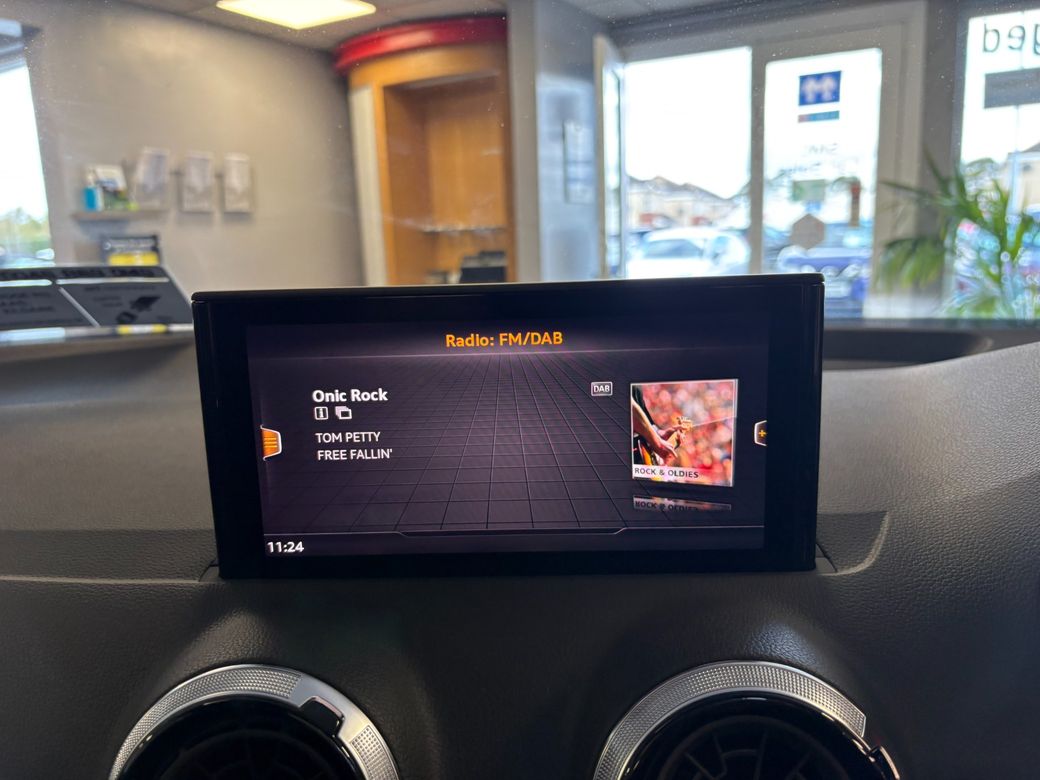 Radio: FM/DAB
Onic Rock
DAB
TOM PETTY
FREE FALLIN'
ROCK & OLDIES
11:24